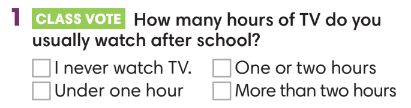 1 CLASS VOTE How many hours of TV do you
usually watch after school?
I never watch TV. One or two hours
Under one hour More than two hours